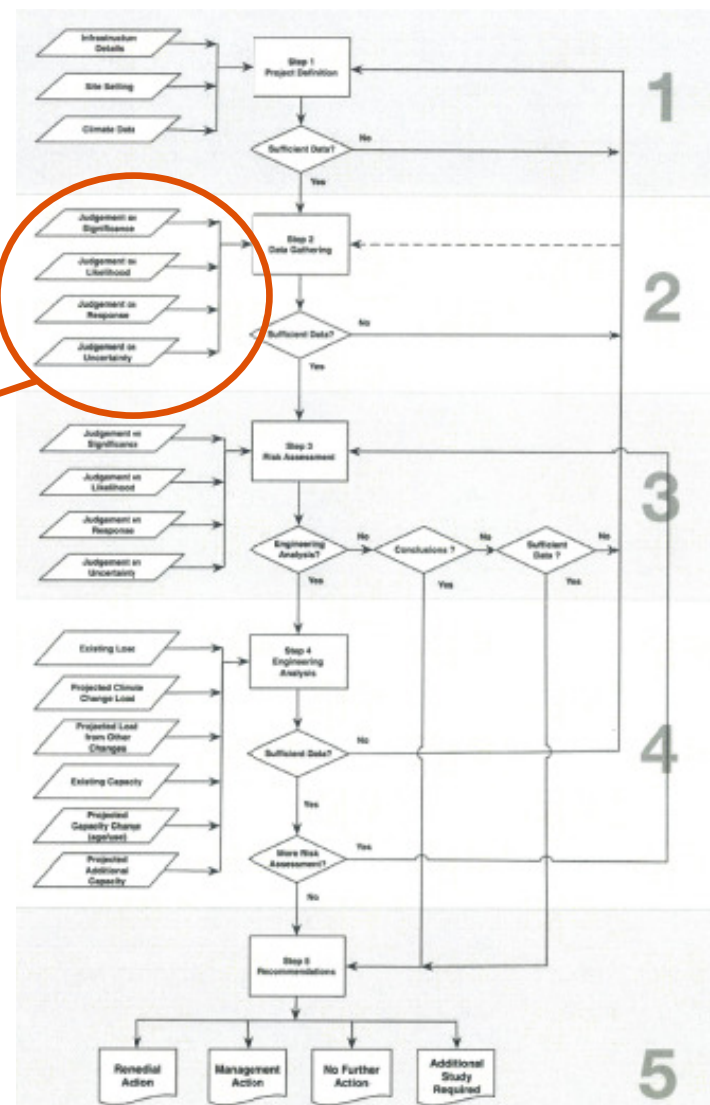 Infrastructure
Details
Site Setting
Climate Data
Step 1
Project Definition
Sufficient Data?
No
Yes
1
Judgement on
Significance
Judgement on
Likelihood
Judgement on
Response
Judgement on
Uncertainty
Step 2
Data Gathering
Sufficient Data?
No
Yes
2
Judgement on
Significance
Judgement on
Likelihood
Judgement on
Response
Judgement on
Uncertainty
Step 3
Risk Assessment
Engineering
Analysis?
No
Conclusions ?
No
Sufficient
Data ?
No
Yes
Yes
Yes
3
Existing Load
Projected Climate
Change Load
Projected Load
from Other
Changes
Existing Capacity
Projected
Capacity Change
(age/use)
Projected
Additional
Capacity
Step 4
Engineering
Analysis
Sufficient Data?
No
Yes
More Risk
Assessment?
Yes
No
4
Step 5
Recommendations
Remedial
Action
Management
Action
No Further
Action
Additional
Study
Required
5